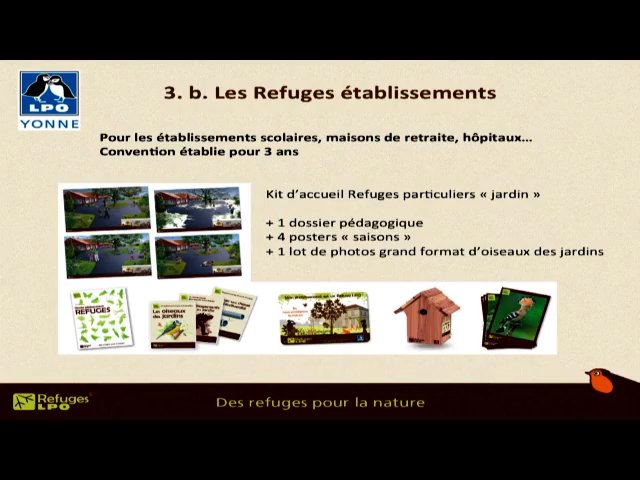 LPO
YONNE
3. b. Les Refuges établissements
Pour les établissements scolaires, maisons de retraite, hôpitaux...
Convention établie pour 3 ans
Kit d'accueil Refuges particuliers « jardin »
+ 1 dossier pédagogique
+ 4 posters « saisons »
+ 1 lot de photos grand format d'oiseaux des jardins
REFUGES
Les oiseaux
des jardins
Refuges
LPO
Des refuges pour la nature